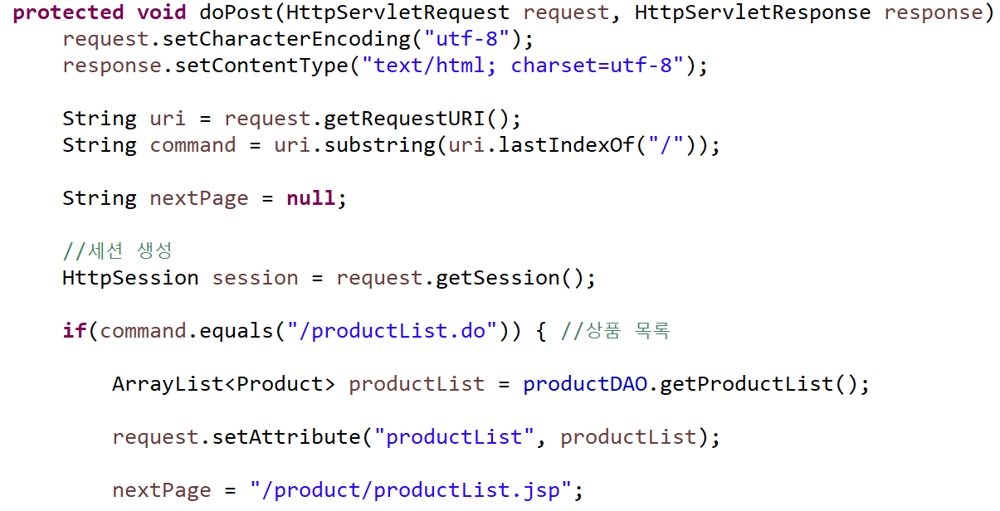 protected void doPost(HttpServletRequest request, HttpServletResponse response)
request.setCharacterEncoding("utf-8");
response.setContentType("text/html; charset=utf-8");
String uri = request.getRequestURI();
String command = uri.substring(uri.lastIndexOf("/"));
String nextPage = null;
//세션 생성
HttpSession session = request.getSession();
if(command.equals("/productList.do")) { //상품 목록
ArrayList<Product> productList = productDAO.getProductList();
request.setAttribute("productList", productList);
nextPage = "/product/productList.jsp";